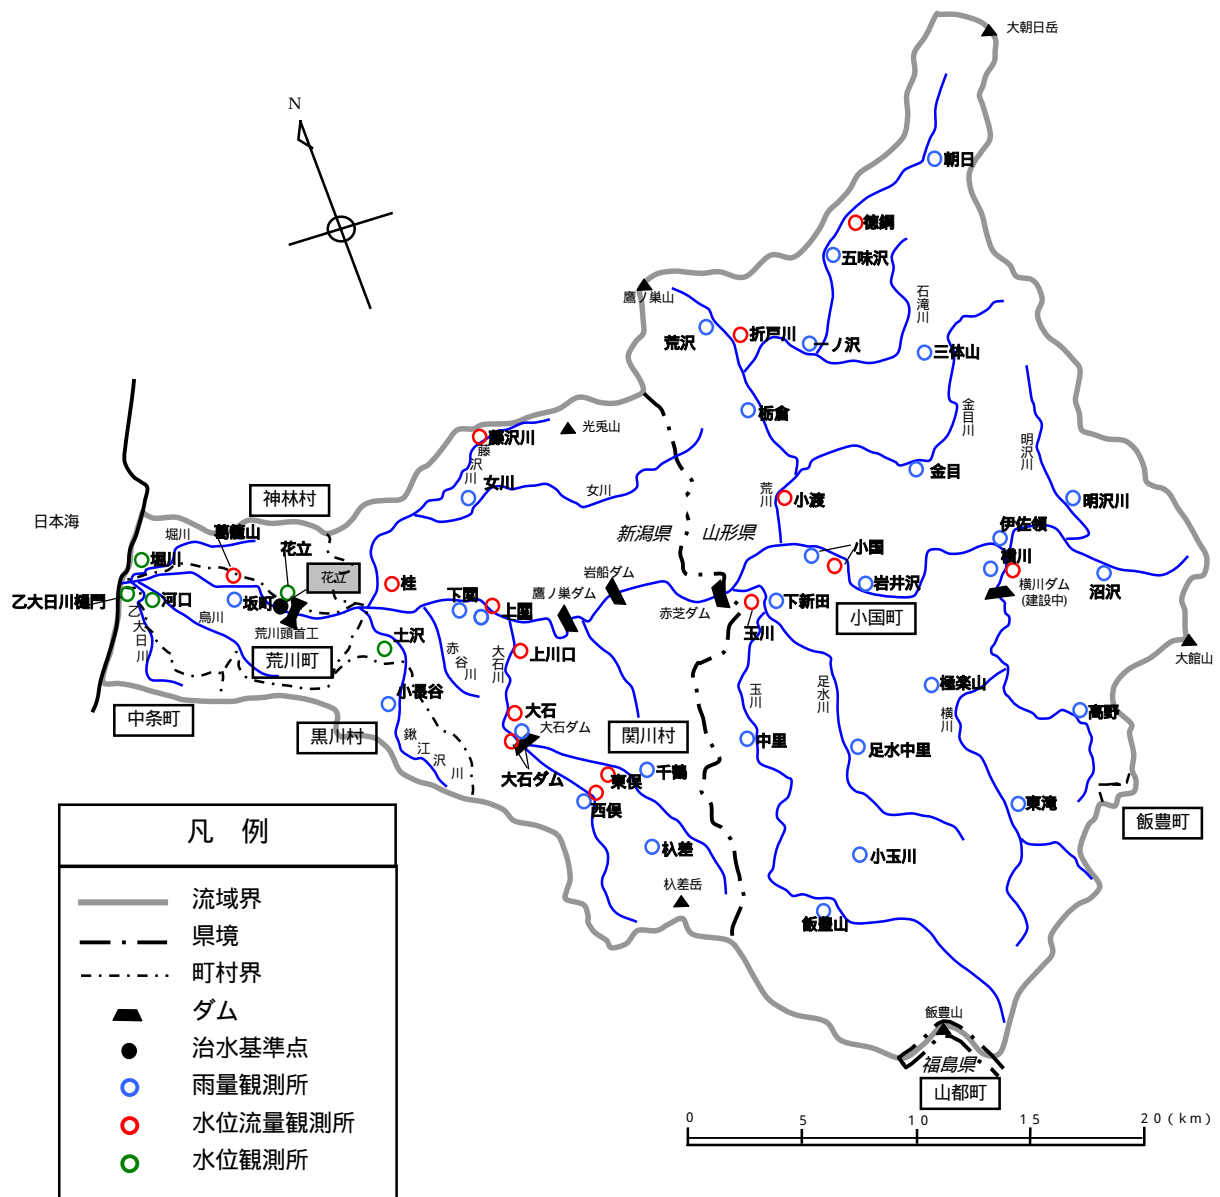 大朝日岳
N
朝日
徳網
五味沢
石滝川
鷹ノ巣山
荒沢
折戸川
一ノ沢
三体山
栃倉
金目川
光兎山
明沢川
藤沢川
藤沢川
女川
女川
金目
荒川
小渡
明沢川
神林村
日本海
堀川
葛籠山
花立
新潟県
山形県
伊佐領
堀川
花立
桂
岩船ダム
小国
横川
乙大日川樋門
河口
坂町
下関
上関
鷹ノ巣ダム
赤芝ダム
玉川
下新田
岩井沢
横川ダム
(建設中)
沼沢
烏川
乙大日川
荒川頭首工
小国町
荒川町
土沢
赤谷川
大石川
上川口
大館山
小長谷
玉川
足水川
極楽山
横川
高野
中条町
黒川村
鍬江沢川
大石
大石ダム
関川村
中里
足水中里
大石ダム
東俣
千鶴
西俣
東滝
飯豊町
杁差
小玉川
杁差岳
飯豊山
飯豊山
福島県
山都町
凡 例
流域界
県境
町村界
ダム
治水基準点
雨量観測所
水位流量観測所
水位観測所
0 5 10 15 20(km)